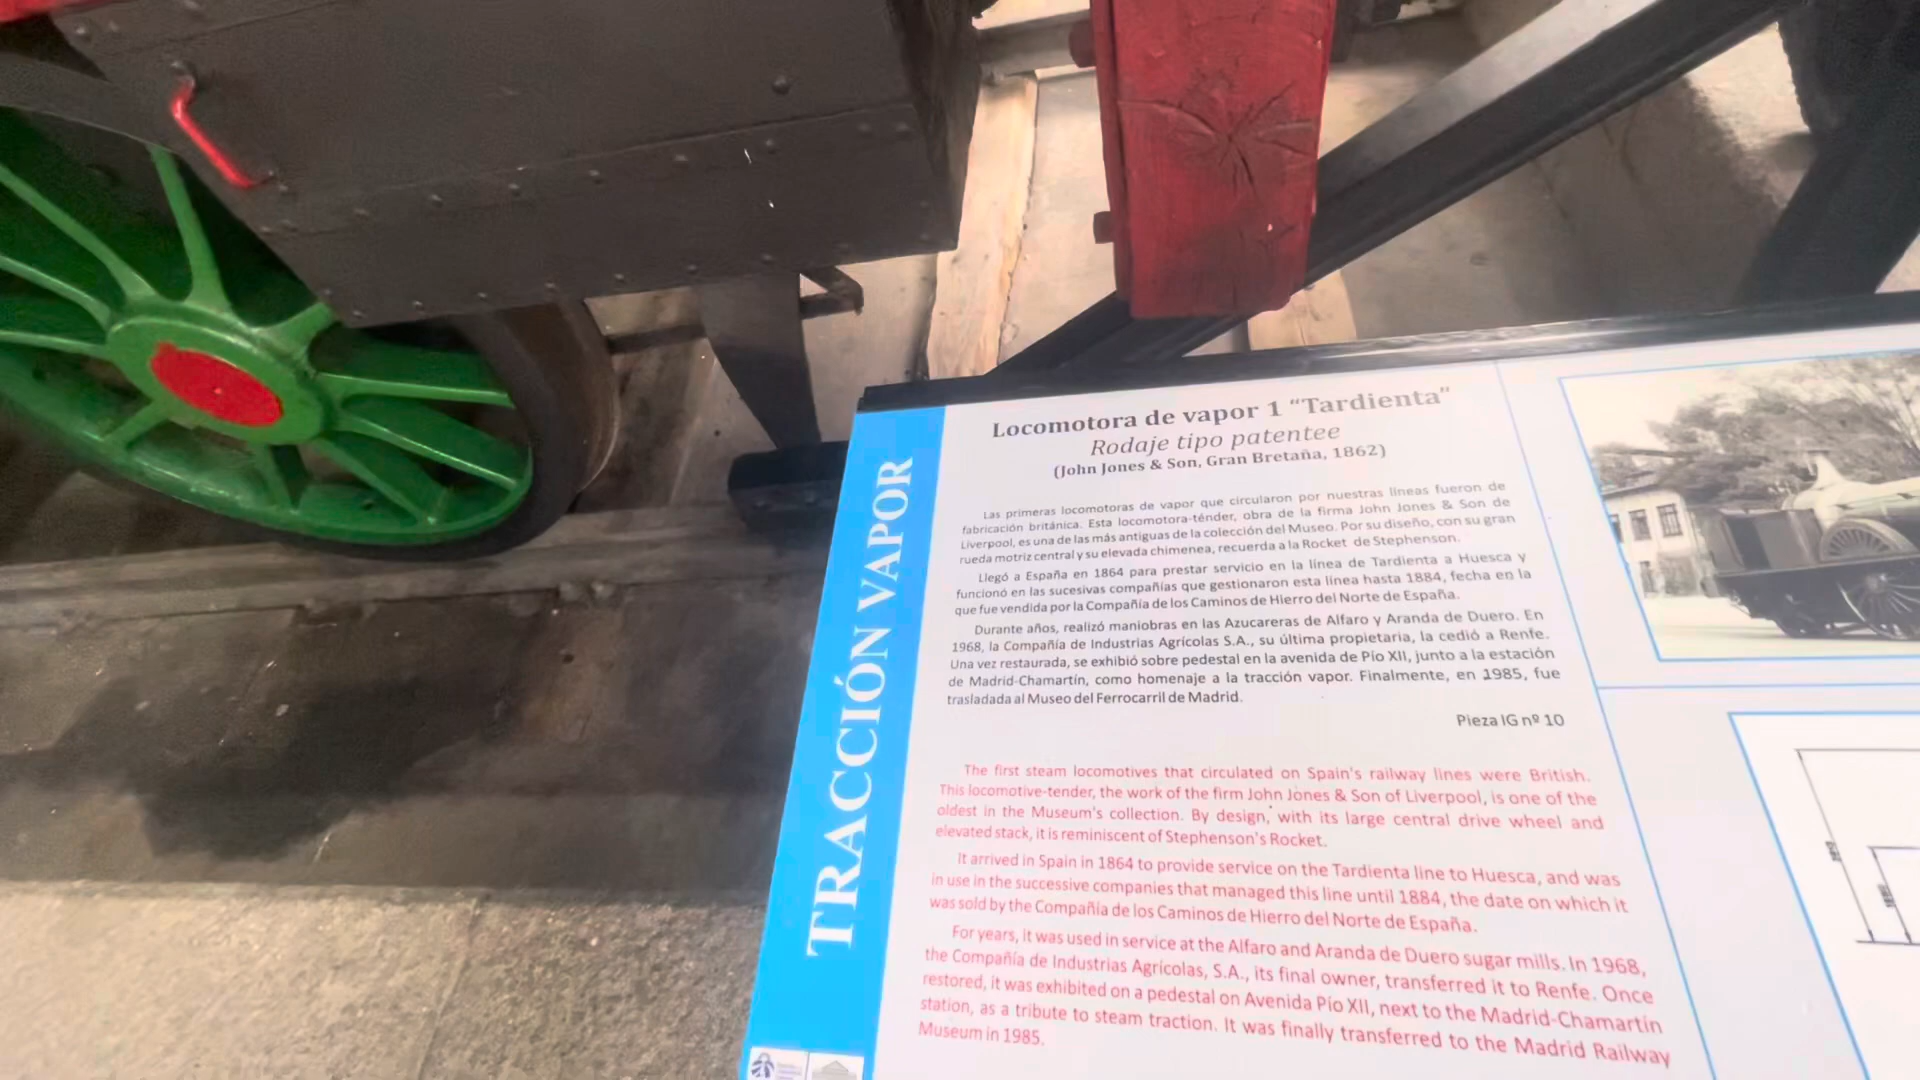 TRACCIÓN VAPOR
Locomotora de vapor 1 “Tardienta”
Rodaje tipo patentee
(John Jones & Son, Gran Bretaña, 1862)
Las primeras locomotoras de vapor que circularon por nuestras líneas fueron de
fabricación británica. Esta locomotora-ténder, obra de la firma John Jones & Son de
Liverpool, es una de las más antiguas de la colección del Museo. Por su diseño, con su gran
rueda motriz central y su elevada chimenea, recuerda a la Rocket de Stephenson.
Llegó a España en 1864 para prestar servicio en la línea de Tardienta a Huesca y
funcionó en las sucesivas compañías que gestionaron esta línea hasta 1884, fecha en la
que fue vendida por la Compañía de los Caminos de Hierro del Norte de España.
Durante años, realizó maniobras en las Azucareras de Alfaro y Aranda de Duero. En
1968, la Compañía de Industrias Agrícolas S.A., su última propietaria, la cedió a Renfe.
Una vez restaurada, se exhibió sobre pedestal en la avenida de Pío XII, junto a la estación
de Madrid-Chamartín, como homenaje a la tracción vapor. Finalmente, en 1985, fue
trasladada al Museo del Ferrocarril de Madrid.
Pieza IG nº 10
The first steam locomotives that circulated on Spain's railway lines were British.
This locomotive-tender, the work of the firm John Jones & Son of Liverpool, is one of the
oldest in the Museum's collection. By design, with its large central drive wheel and
elevated stack, it is reminiscent of Stephenson's Rocket.
It arrived in Spain in 1864 to provide service on the Tardienta line to Huesca, and was
in use in the successive companies that managed this line until 1884, the date on which it
was sold by the Compañía de los Caminos de Hierro del Norte de España.
For years, it was used in service at the Alfaro and Aranda de Duero sugar mills. In 1968,
the Compañía de Industrias Agrícolas, S.A., its final owner, transferred it to Renfe. Once
restored, it was exhibited on a pedestal on Avenida Pío XII, next to the Madrid-Chamartín
station, as a tribute to steam traction. It was finally transferred to the Madrid Railway
Museum in 1985.